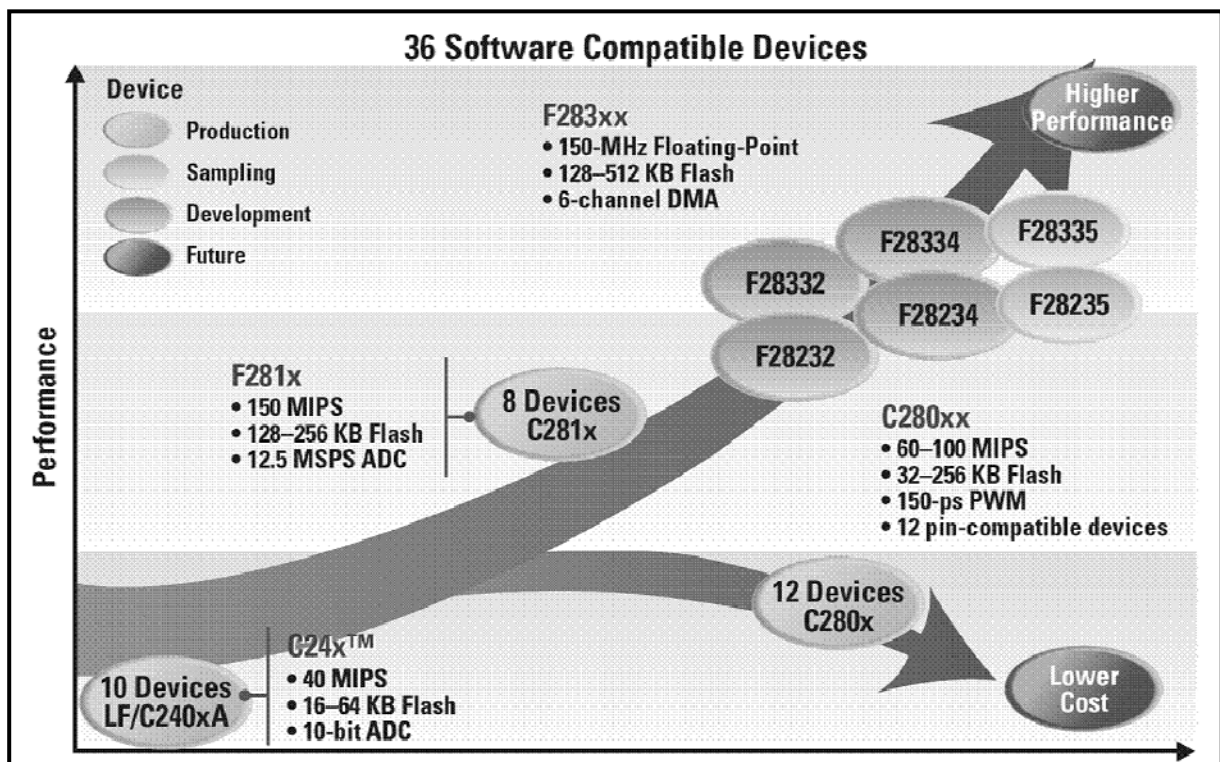 36 Software Compatible Devices
Device
Production
Sampling
Development
Future
F283xx
• 150-MHz Floating-Point
• 128–512 KB Flash
• 6-channel DMA
Higher
Performance
F28334
F28335
F28332
F28234
F28235
F28232
Performance
F281x
• 150 MIPS
• 128–256 KB Flash
• 12.5 MSPS ADC
8 Devices
C281x
C280xx
• 60–100 MIPS
• 32–256 KB Flash
• 150-ps PWM
• 12 pin-compatible devices
12 Devices
C280x
C24x™
• 40 MIPS
• 16–64 KB Flash
• 10-bit ADC
10 Devices
LF/C240xA
Lower
Cost